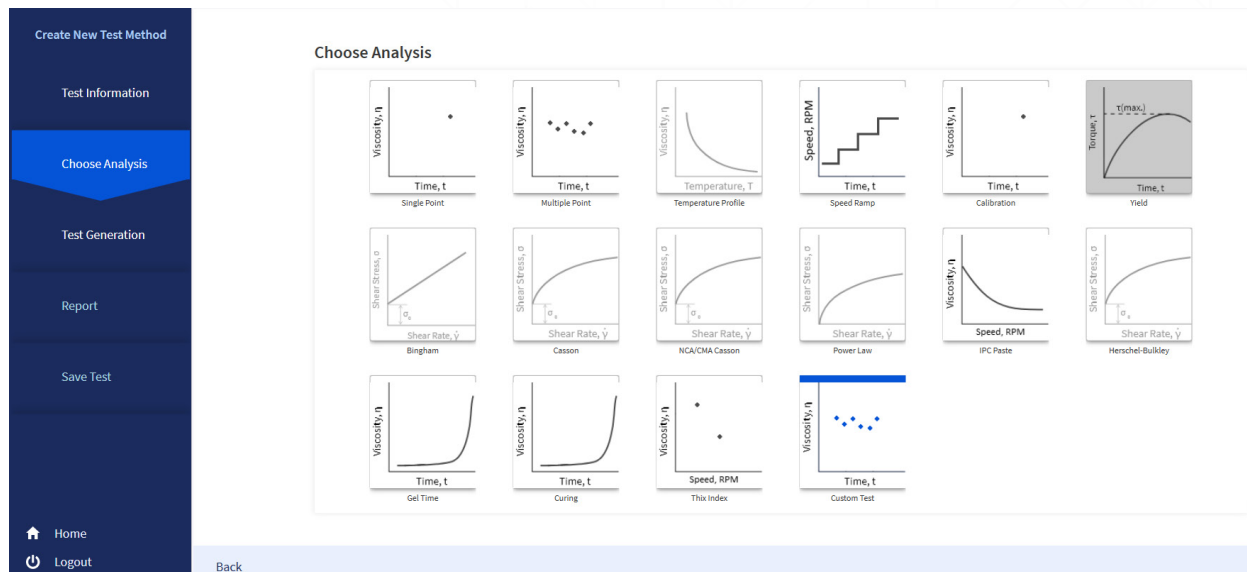 Create New Test Method
Test Information
Choose Analysis
Test Generation
Report
Save Test
Home
Logout
Choose Analysis
Viscosity, η
Time, t
Single Point
Viscosity, η
Time, t
Multiple Point
Viscosity, η
Temperature, T
Temperature Profile
Speed, RPM
Time, t
Speed Ramp
Viscosity, η
Time, t
Calibration
τ(max.)
Torque, τ
Time, t
Yield
Shear Stress, σ
σ₀
Shear Rate, γ̇
Bingham
Shear Stress, σ
σ₀
Shear Rate, γ̇
Casson
Shear Stress, σ
σ₀
Shear Rate, γ̇
NCA/CMA Casson
Shear Stress, σ
Shear Rate, γ̇
Power Law
Viscosity, η
Speed, RPM
IPC Paste
Shear Stress, σ
σ₀
Shear Rate, γ̇
Herschel-Bulkley
Viscosity, η
Time, t
Gel Time
Viscosity, η
Time, t
Curing
Viscosity, η
Speed, RPM
Thix Index
Viscosity, η
Time, t
Custom Test
Back